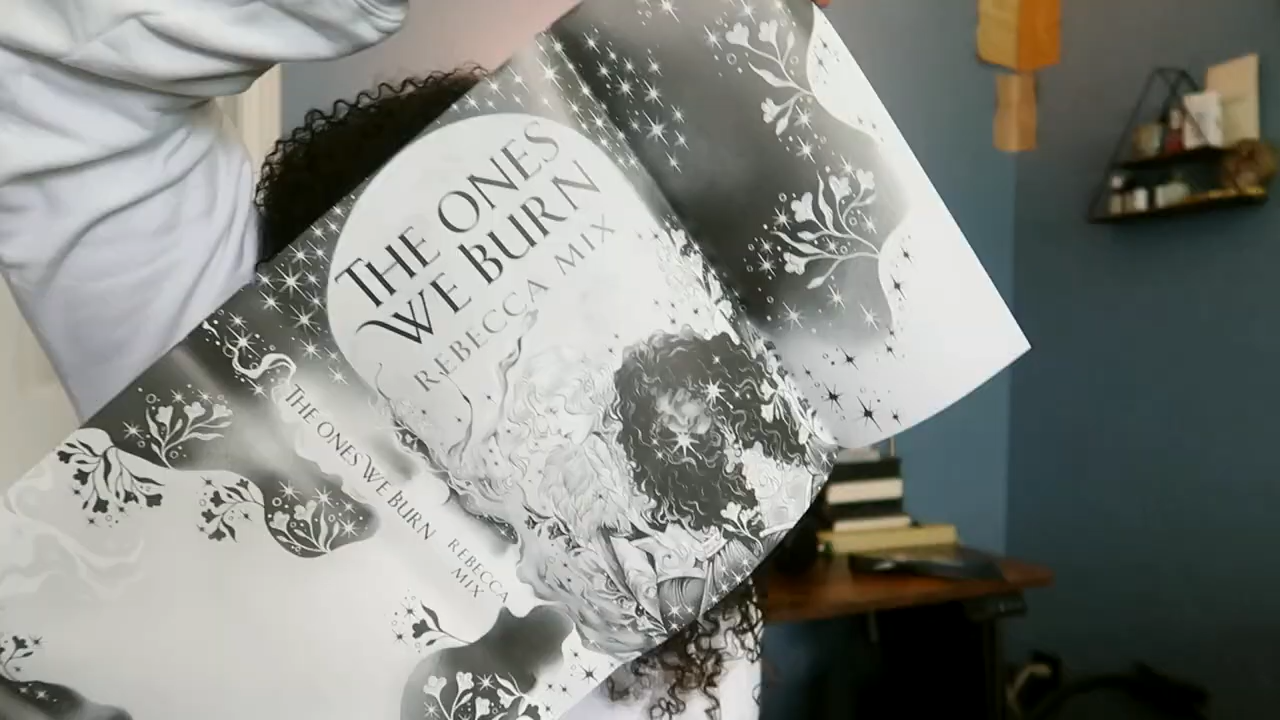 THE ONES
WE BURN
REBECCA MIX
THE ONES WE BURN
REBECCA
MIX